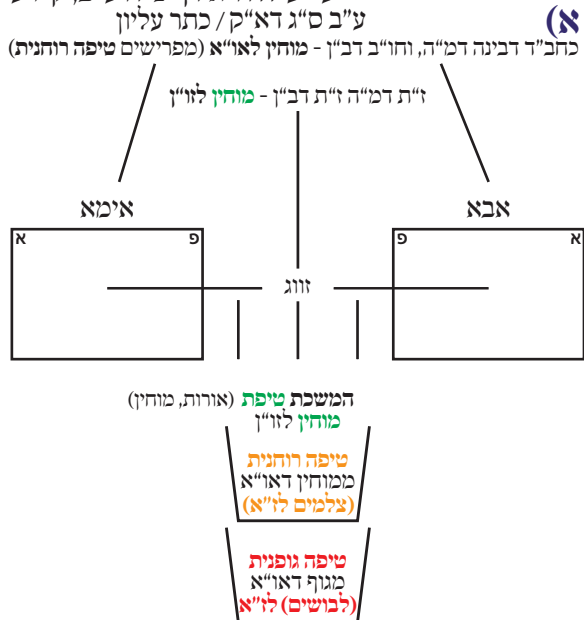 א)
ע"ב ס"ג דא"ק / כתר עליון
כחב"ד דבינה דמ"ה, וחו"ב דב"ן - מוחין לאו"א (מפרישים טיפה רוחנית)
ז"ת דמ"ה ז"ת דב"ן - מוחין לזו"ן
אבא
אימא
א פ
א פ
זווג
המשכת טיפת (אורות, מוחין)
מוחין לזו"ן
טיפה רוחנית
ממוחין דאו"א
(צלמים לז"א)
טיפה גופנית
מגוף דאו"א
(לבושים) לז"א